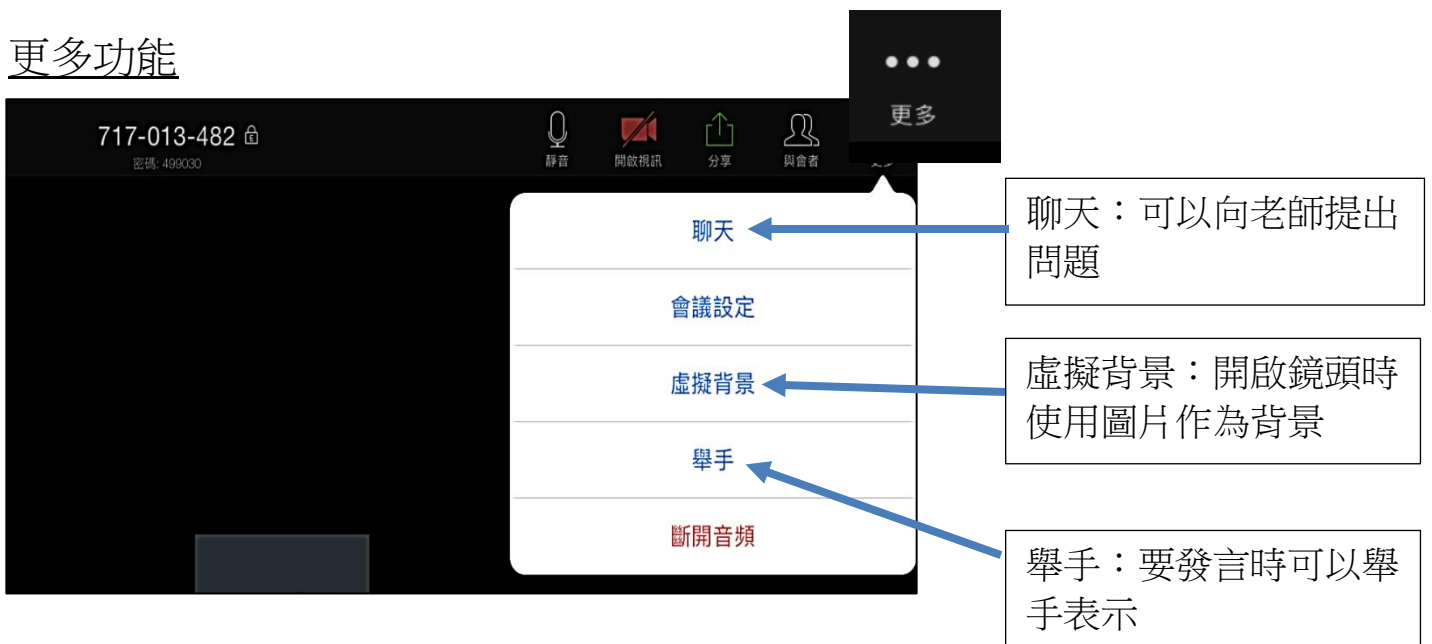 更多功能
更多
717-013-482
密碼: 499030
靜音
開啟視訊
分享
與會者
聊天
會議設定
虛擬背景
舉手
斷開音頻
聊天：可以向老師提出
問題
虛擬背景：開啟鏡頭時
使用圖片作為背景
舉手：要發言時可以舉
手表示